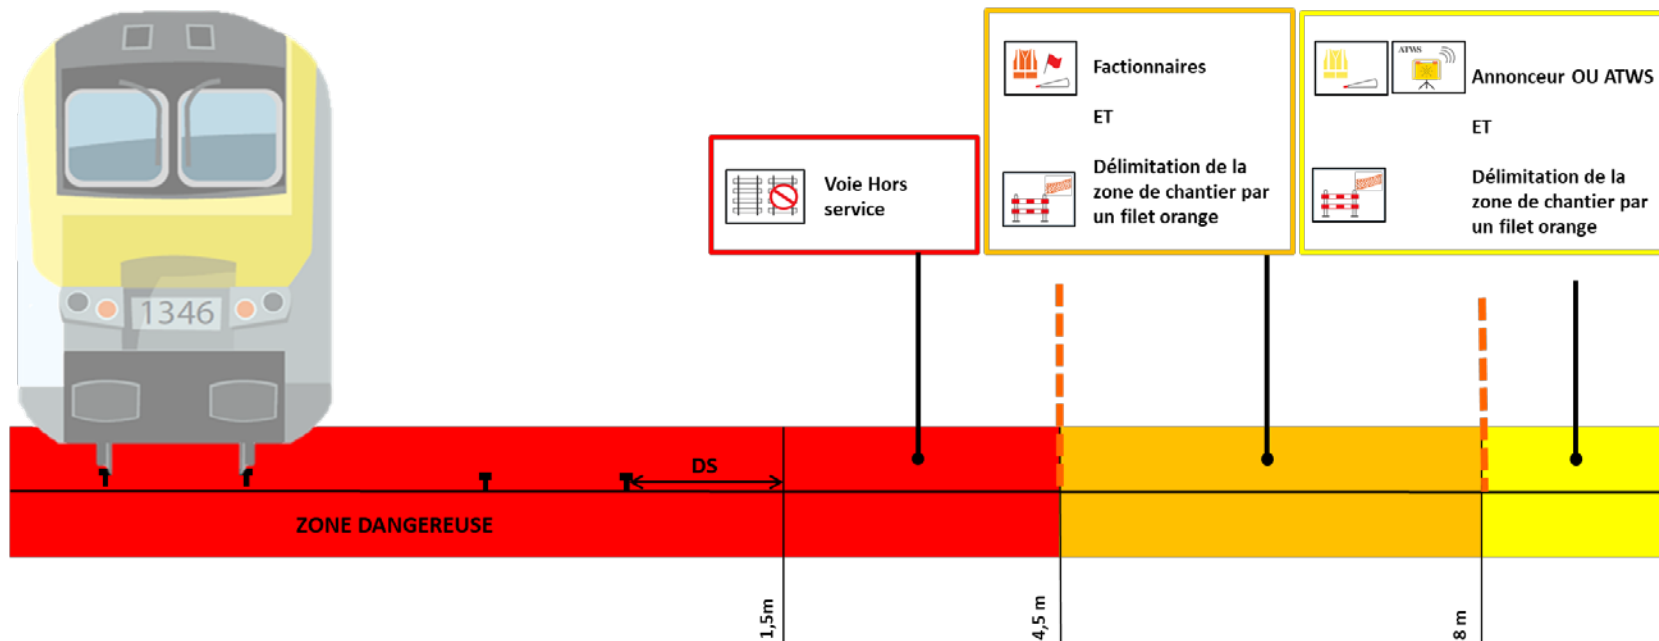 1346
Voie Hors
service
Factionnaires
ET
Délimitation de la
zone de chantier par
un filet orange
ATWS
Annonceur OU ATWS
ET
Délimitation de la
zone de chantier par
un filet orange
DS
ZONE DANGEREUSE
1,5m
4,5 m
8 m